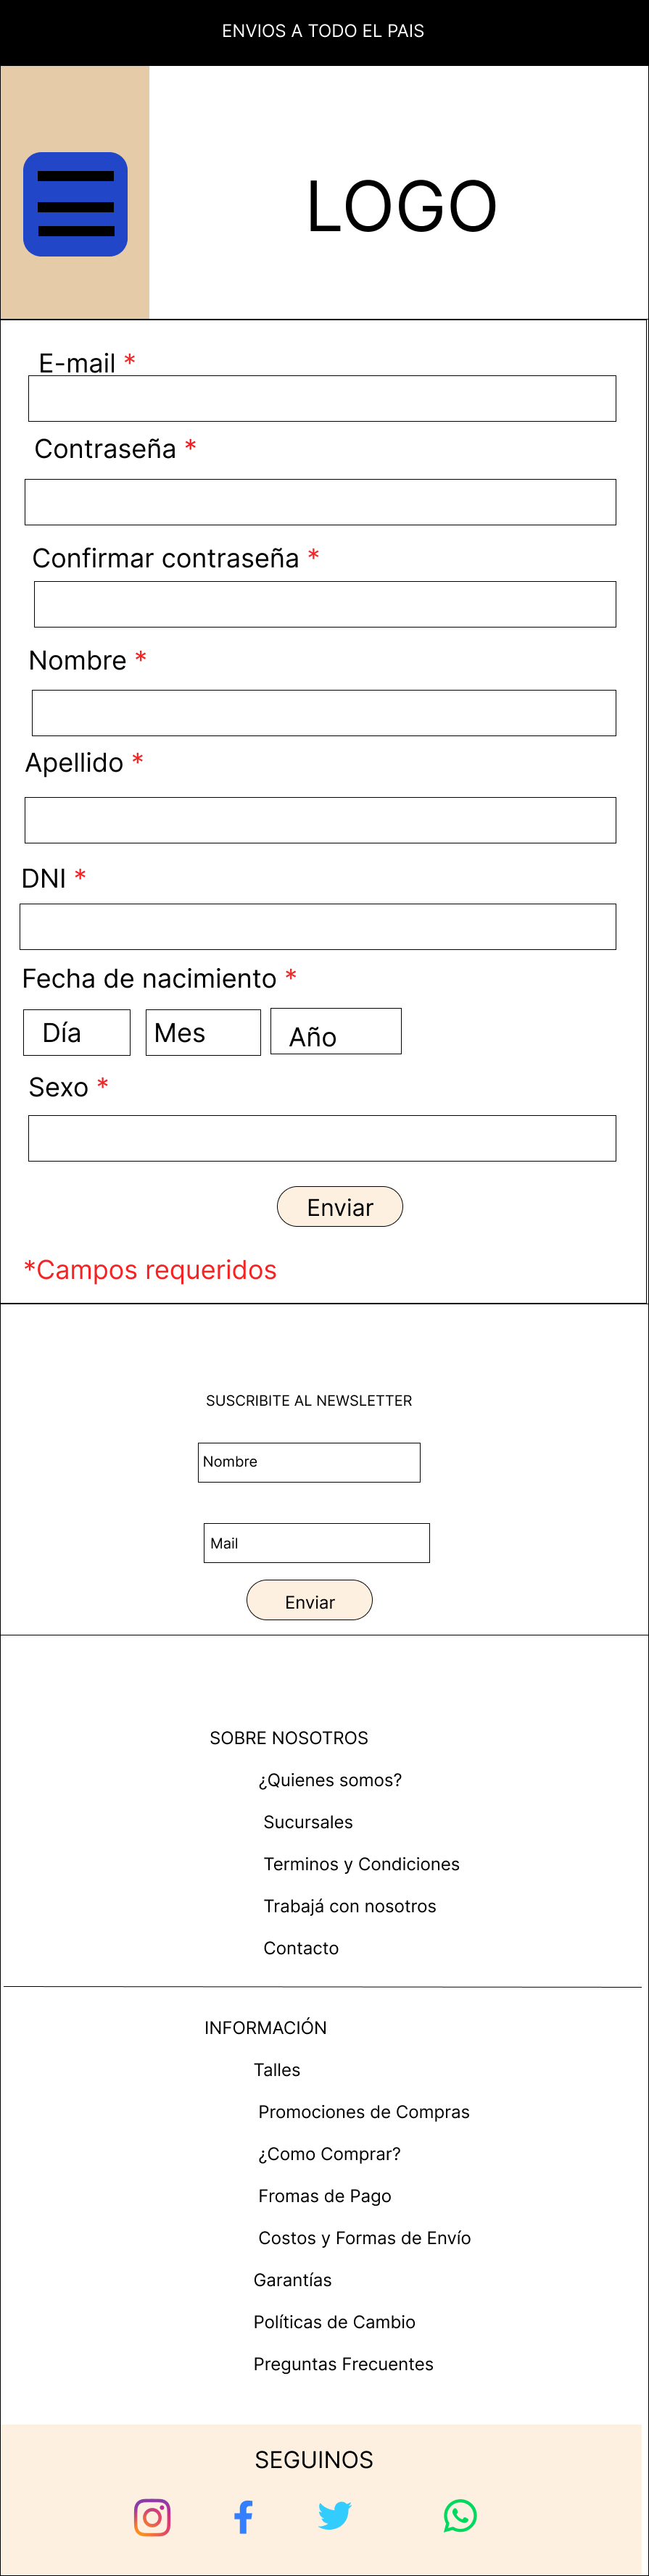 ENVIOS A TODO EL PAIS
LOGO
E-mail *
Contraseña *
Confirmar contraseña *
Nombre *
Apellido *
DNI *
Fecha de nacimiento *
Día Mes Año
Sexo *
Enviar
*Campos requeridos
SUSCRIBITE AL NEWSLETTER
Nombre
Mail
Enviar
SOBRE NOSOTROS
¿Quienes somos?
Sucursales
Terminos y Condiciones
Trabajá con nosotros
Contacto
INFORMACIÓN
Talles
Promociones de Compras
¿Como Comprar?
Fromas de Pago
Costos y Formas de Envío
Garantías
Políticas de Cambio
Preguntas Frecuentes
SEGUINOS